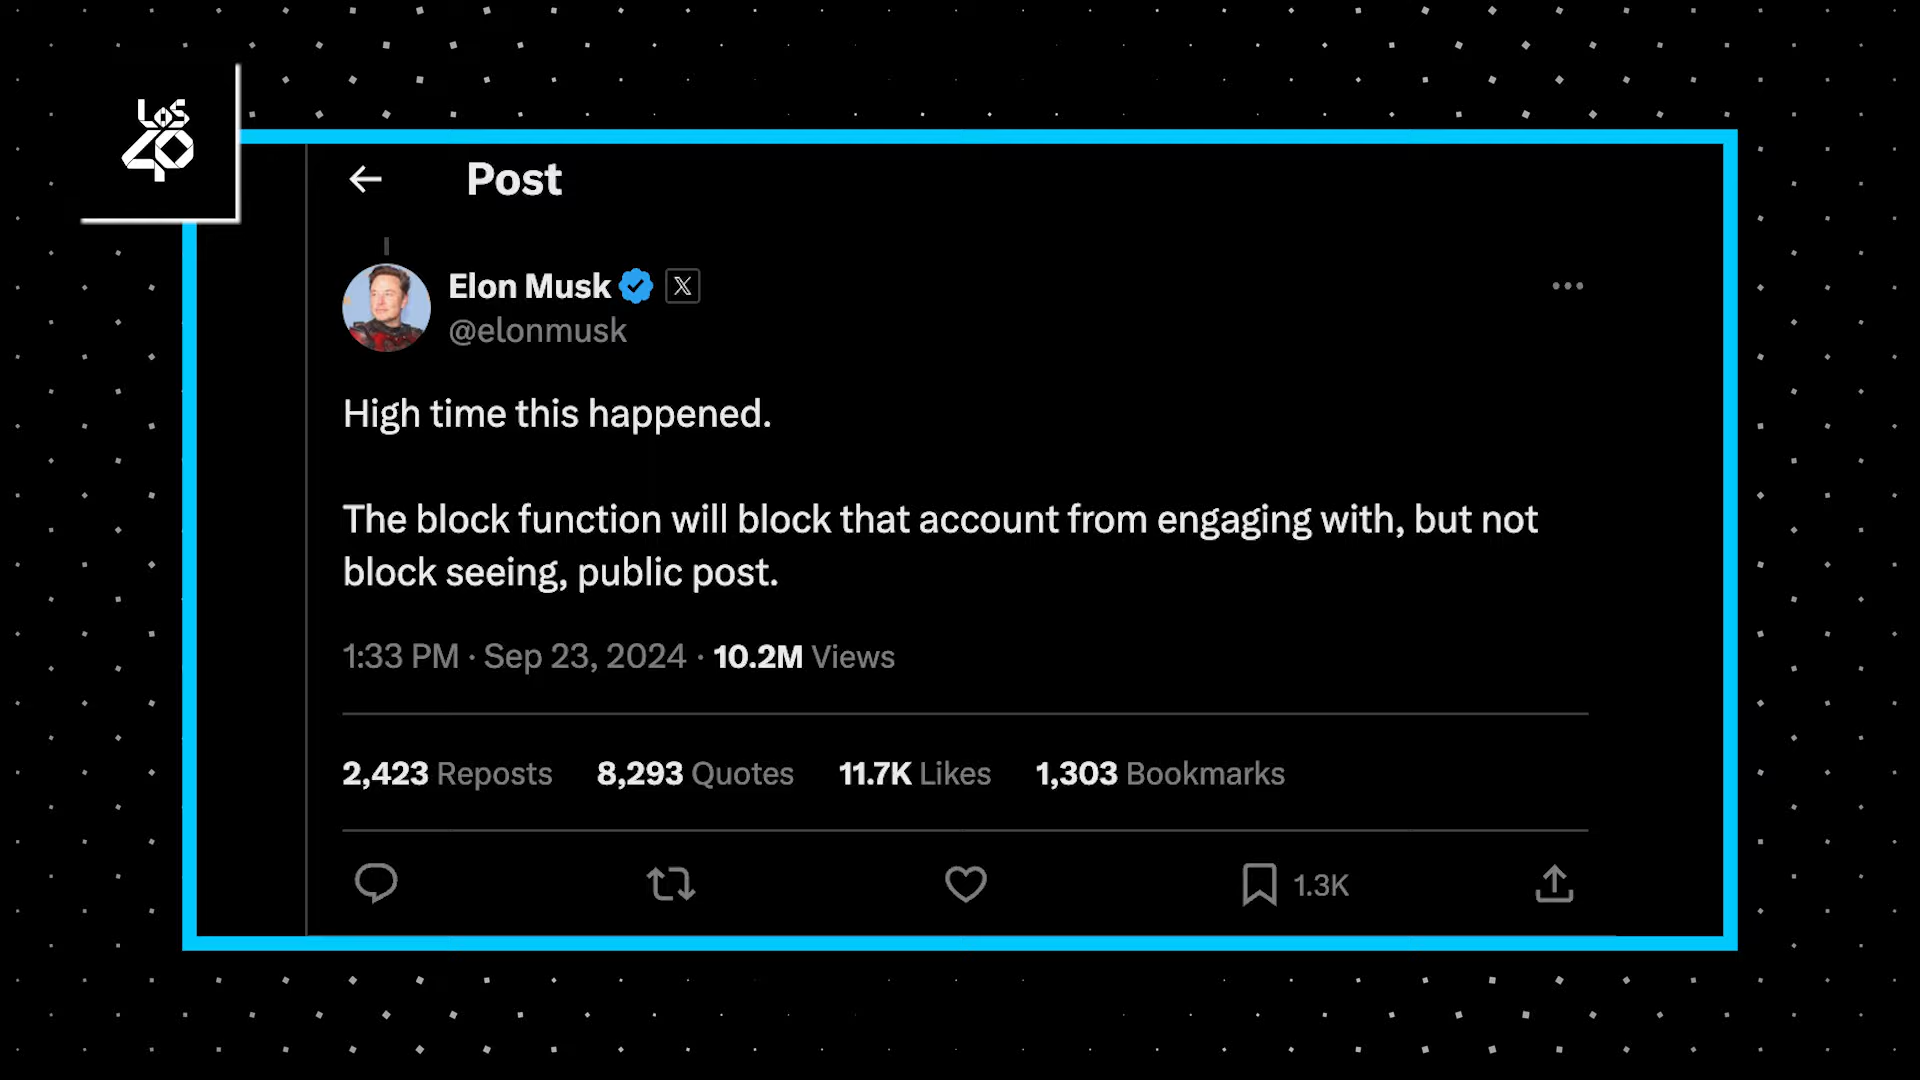 LOS
40
Post
Elon Musk
@elonmusk
High time this happened.
The block function will block that account from engaging with, but not
block seeing, public post.
1:33 PM · Sep 23, 2024 · 10.2M Views
2,423 Reposts 8,293 Quotes 11.7K Likes 1,303 Bookmarks
1.3K